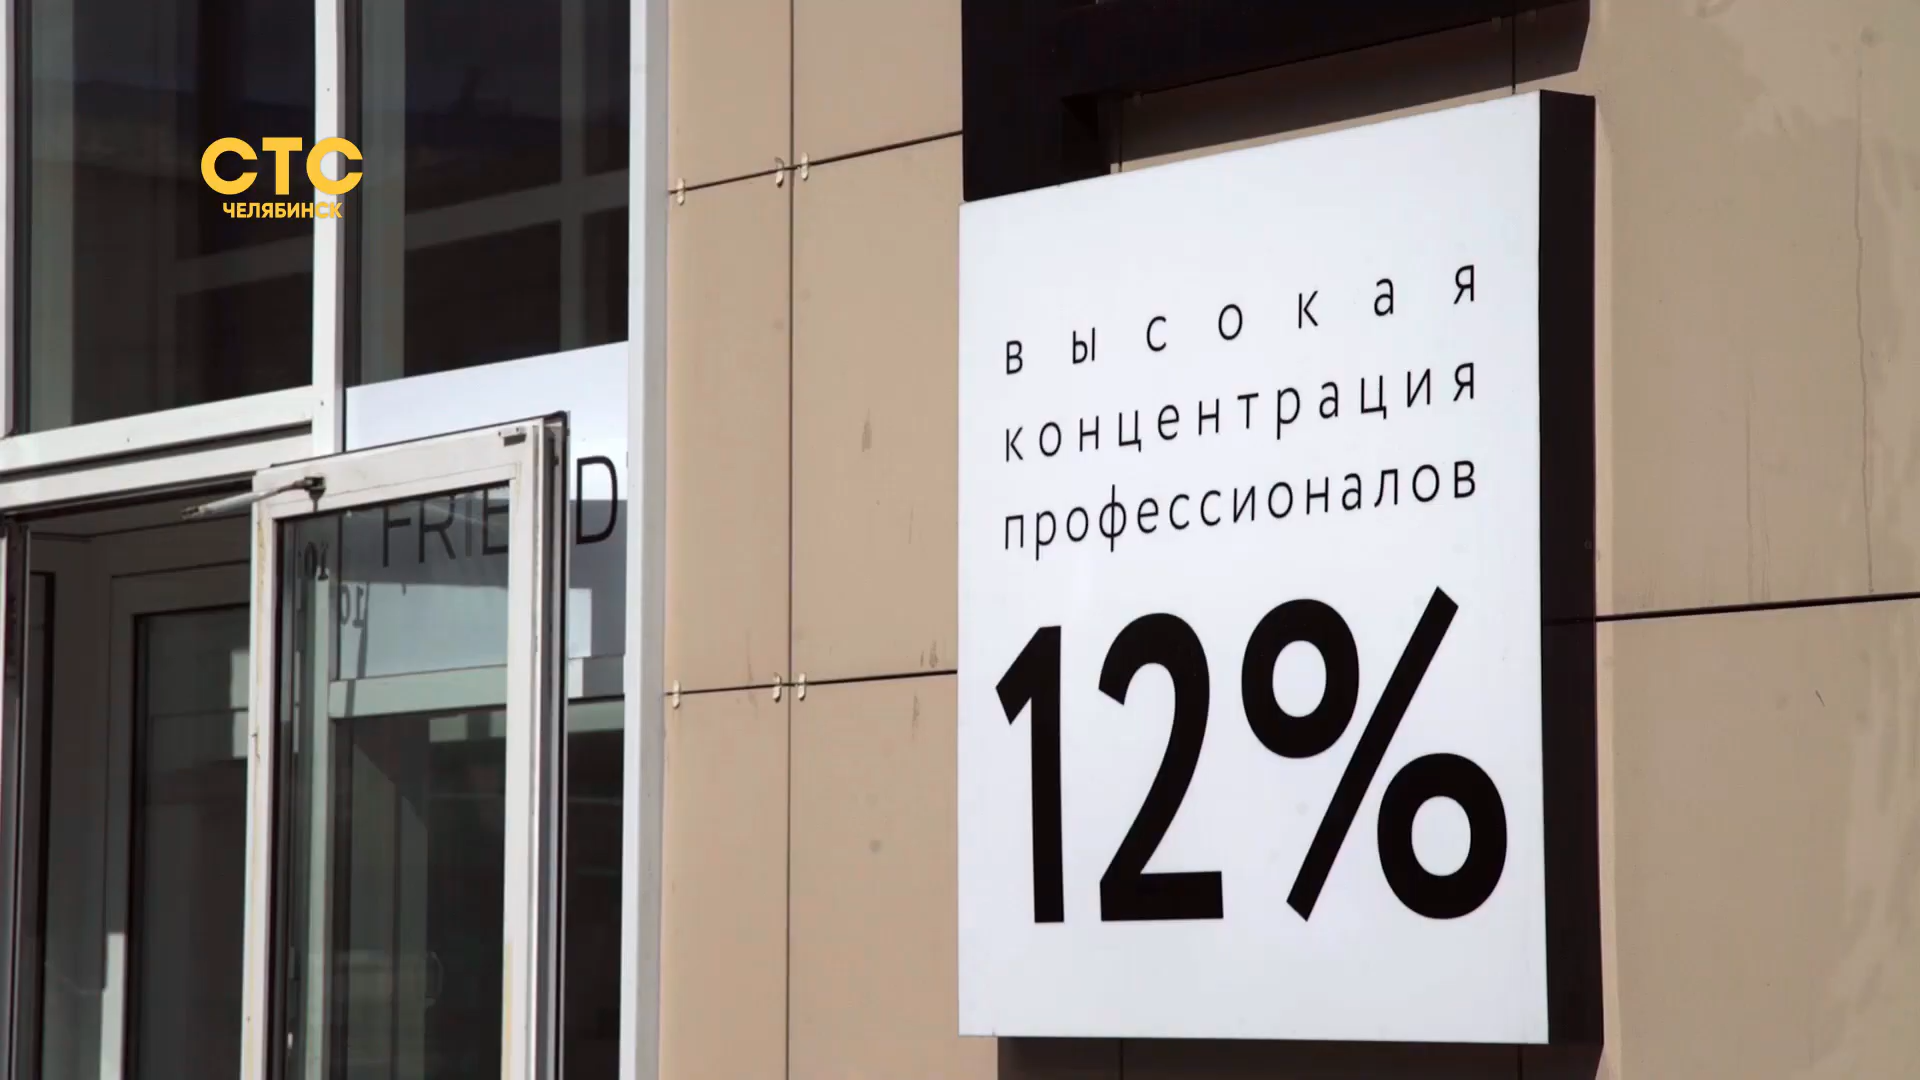 СТС
ЧЕЛЯБИНСК
высокая
концентрация
профессионалов
12%